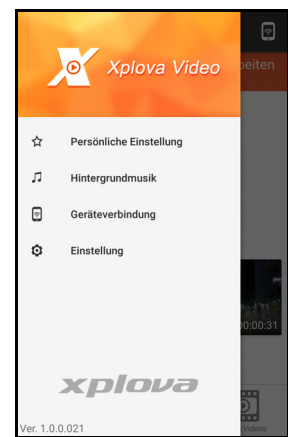 Xplova Video
beiten
Persönliche Einstellung
Hintergrundmusik
Geräteverbindung
Einstellung
00:00:31
xplova
Videos
Ver. 1.0.0.021